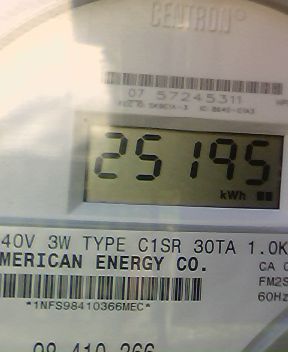 CENTRON®
07 57245311
25195
kWh
40V 3W TYPE C1SR 30TA 1.0K
MERICAN ENERGY CO.
CA
FM2S
60Hz
*1NFS98410366MEC*